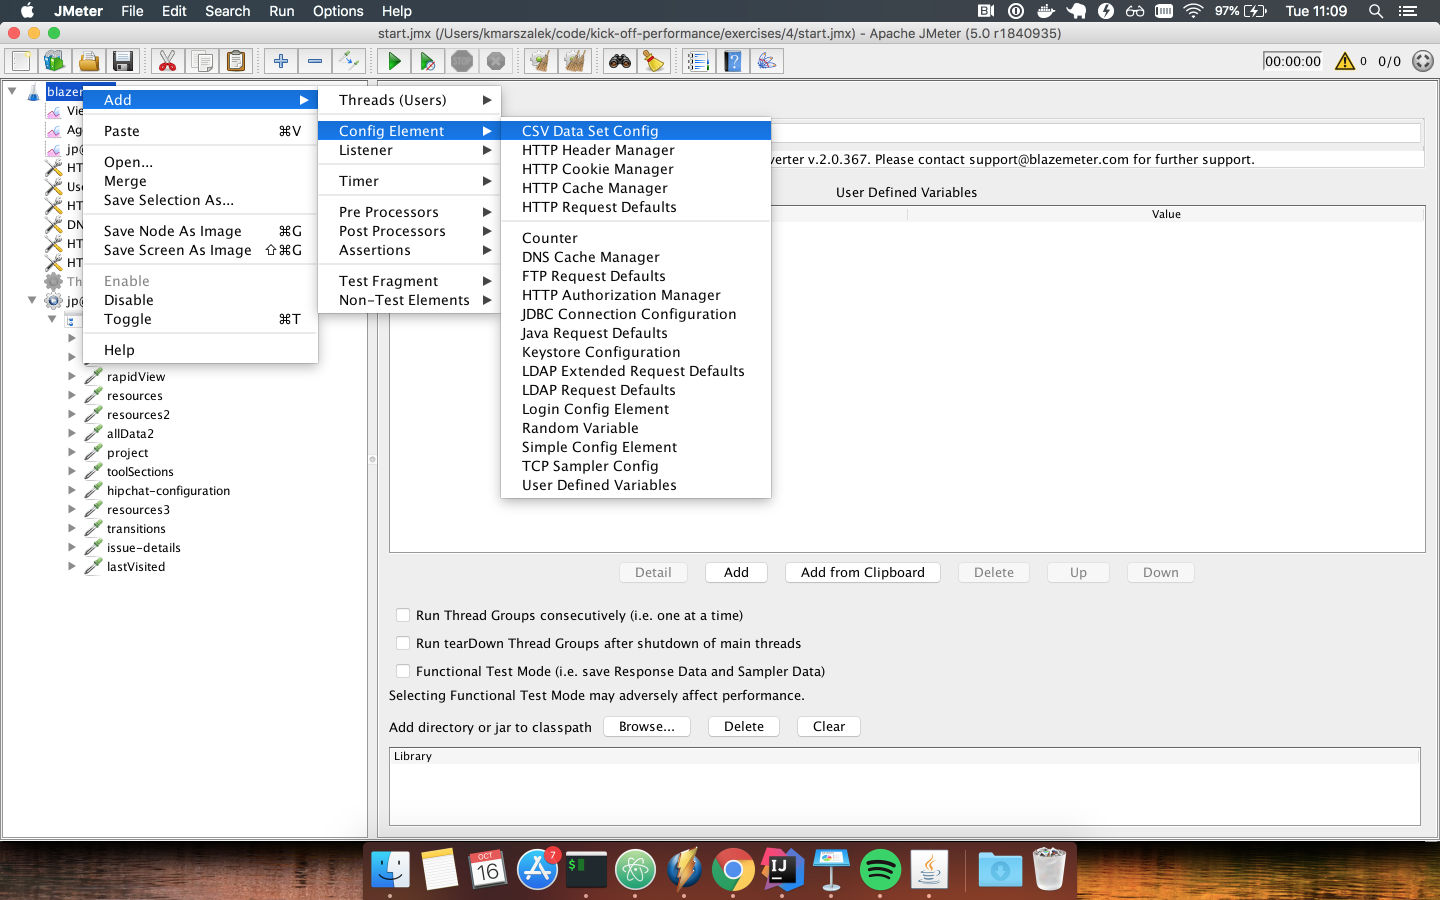 JMeter File Edit Search Run Options Help 97% Tue 11:09
start.jmx (/Users/kmarszalek/code/kick-off-performance/exercises/4/start.jmx) - Apache JMeter (5.0 r1840935)
00:00:00 0 0/0
blazer
Vie
Ag
jp@
HT
Use
HT
DN
HT
HT
Th
jp@
rapidView
resources
resources2
allData2
project
toolSections
hipchat-configuration
resources3
transitions
issue-details
lastVisited
Add
Paste ⌘V
Open...
Merge
Save Selection As...
Save Node As Image ⌘G
Save Screen As Image ⇧⌘G
Enable
Disable
Toggle ⌘T
Help
Threads (Users)
Config Element
Listener
Timer
Pre Processors
Post Processors
Assertions
Test Fragment
Non-Test Elements
CSV Data Set Config
HTTP Header Manager
HTTP Cookie Manager
HTTP Cache Manager
HTTP Request Defaults
Counter
DNS Cache Manager
FTP Request Defaults
HTTP Authorization Manager
JDBC Connection Configuration
Java Request Defaults
Keystore Configuration
LDAP Extended Request Defaults
LDAP Request Defaults
Login Config Element
Random Variable
Simple Config Element
TCP Sampler Config
User Defined Variables
verter v.2.0.367. Please contact support@blazemeter.com for further support.
User Defined Variables
Value
Detail Add Add from Clipboard Delete Up Down
Run Thread Groups consecutively (i.e. one at a time)
Run tearDown Thread Groups after shutdown of main threads
Functional Test Mode (i.e. save Response Data and Sampler Data)
Selecting Functional Test Mode may adversely affect performance.
Add directory or jar to classpath Browse... Delete Clear
Library
OCT
16
7
$
IJ